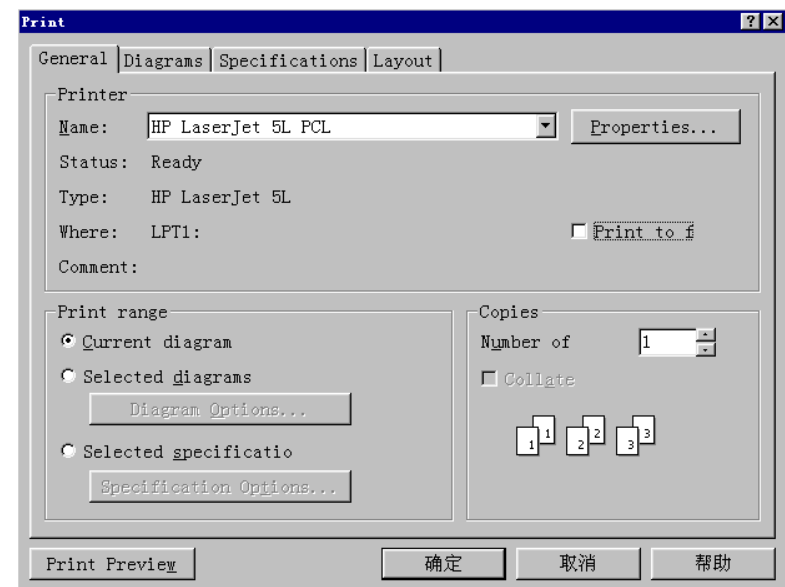 Print
General Diagrams Specifications Layout
Printer
Name: HP LaserJet 5L PCL Properties...
Status: Ready
Type: HP LaserJet 5L
Where: LPT1: Print to f
Comment:
Print range
Current diagram
Selected diagrams
Diagram Options...
Selected specificatio
Specification Options...
Copies
Number of 1
Collate
1 1 2 2 3 3
Print Preview 确定 取消 帮助